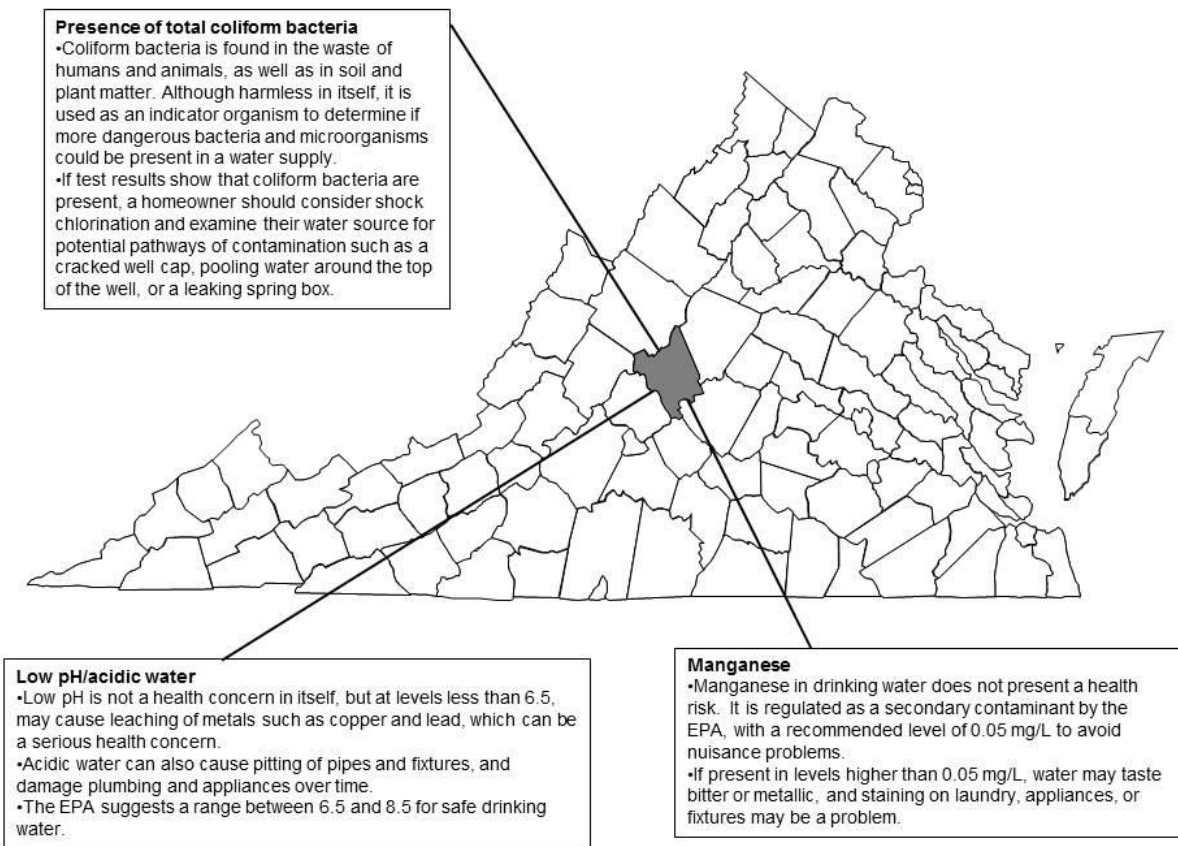 Presence of total coliform bacteria
•Coliform bacteria is found in the waste of
humans and animals, as well as in soil and
plant matter. Although harmless in itself, it is
used as an indicator organism to determine if
more dangerous bacteria and microorganisms
could be present in a water supply.
•If test results show that coliform bacteria are
present, a homeowner should consider shock
chlorination and examine their water source for
potential pathways of contamination such as a
cracked well cap, pooling water around the top
of the well, or a leaking spring box.
Low pH/acidic water
•Low pH is not a health concern in itself, but at levels less than 6.5,
may cause leaching of metals such as copper and lead, which can be
a serious health concern.
•Acidic water can also cause pitting of pipes and fixtures, and
damage plumbing and appliances over time.
•The EPA suggests a range between 6.5 and 8.5 for safe drinking
water.
Manganese
•Manganese in drinking water does not present a health
risk.  It is regulated as a secondary contaminant by the
EPA, with a recommended level of 0.05 mg/L to avoid
nuisance problems.
•If present in levels higher than 0.05 mg/L, water may taste
bitter or metallic, and staining on laundry, appliances, or
fixtures may be a problem.